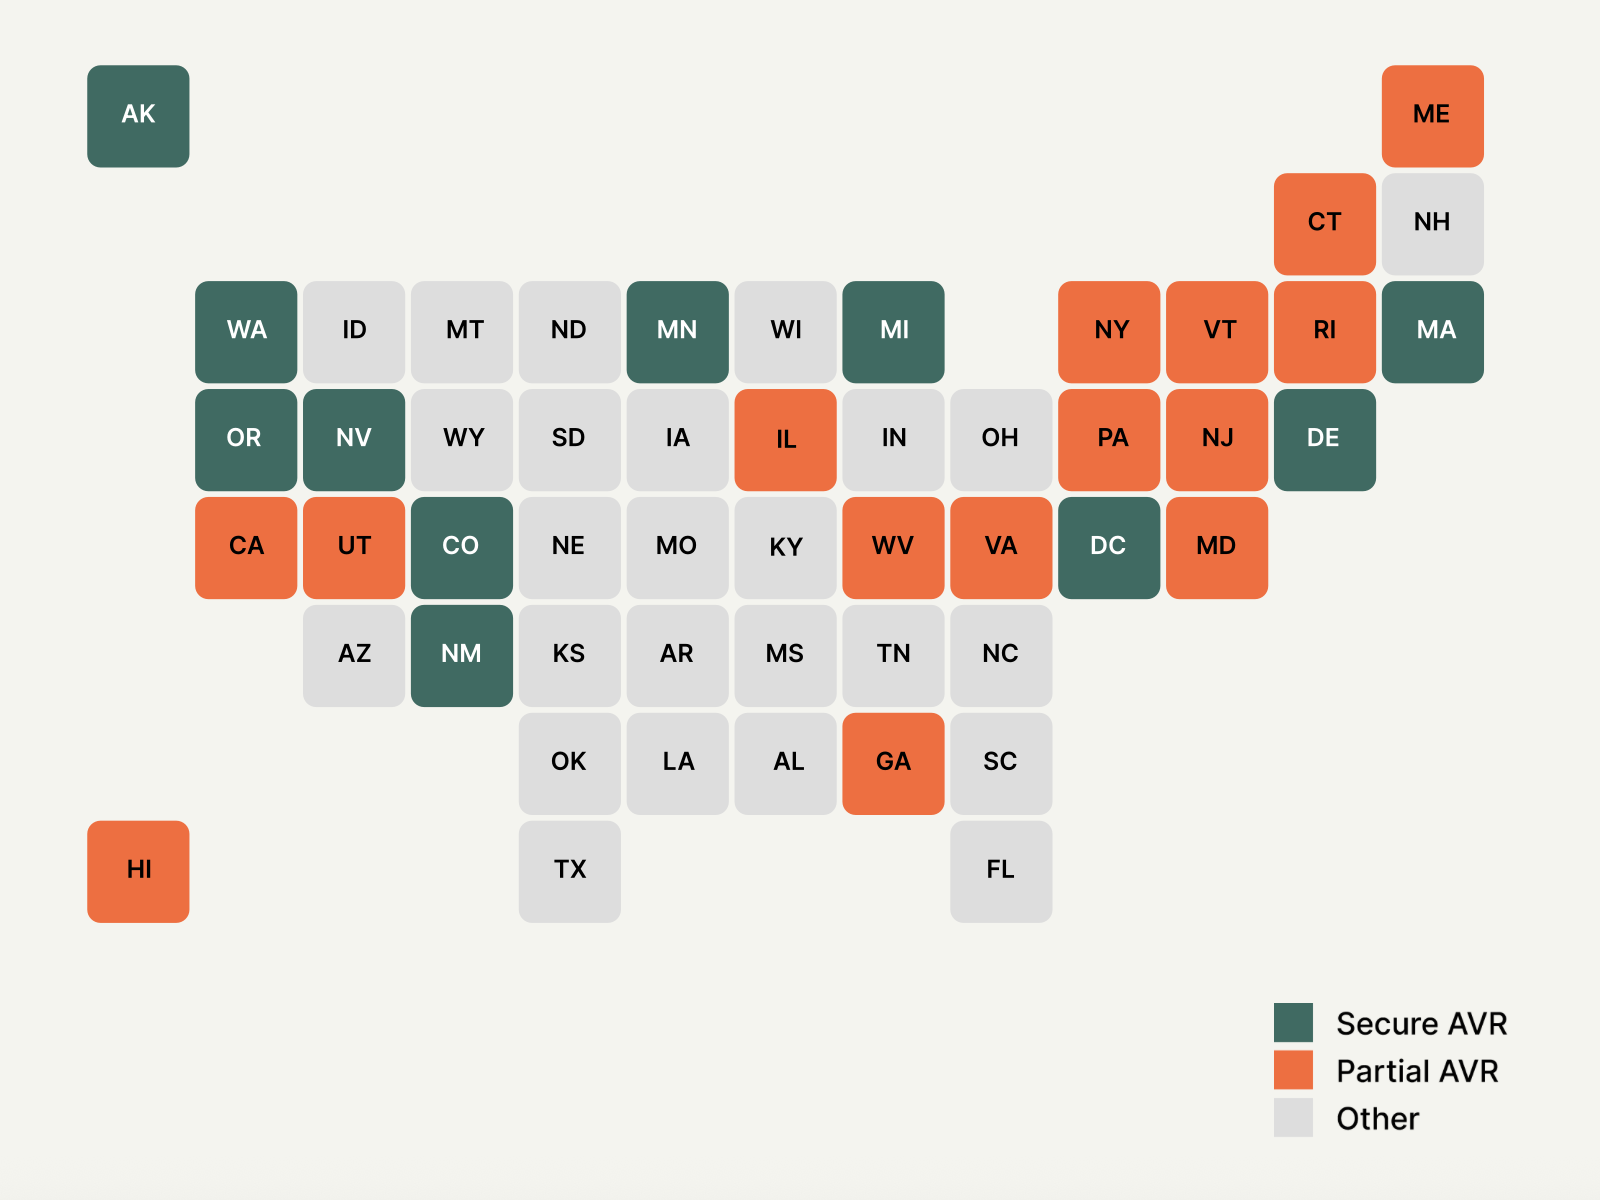 AK
ME
CT
NH
WA
ID
MT
ND
MN
WI
MI
NY
VT
RI
MA
OR
NV
WY
SD
IA
IL
IN
OH
PA
NJ
DE
CA
UT
CO
NE
MO
KY
WV
VA
DC
MD
AZ
NM
KS
AR
MS
TN
NC
OK
LA
AL
GA
SC
HI
TX
FL
Secure AVR
Partial AVR
Other